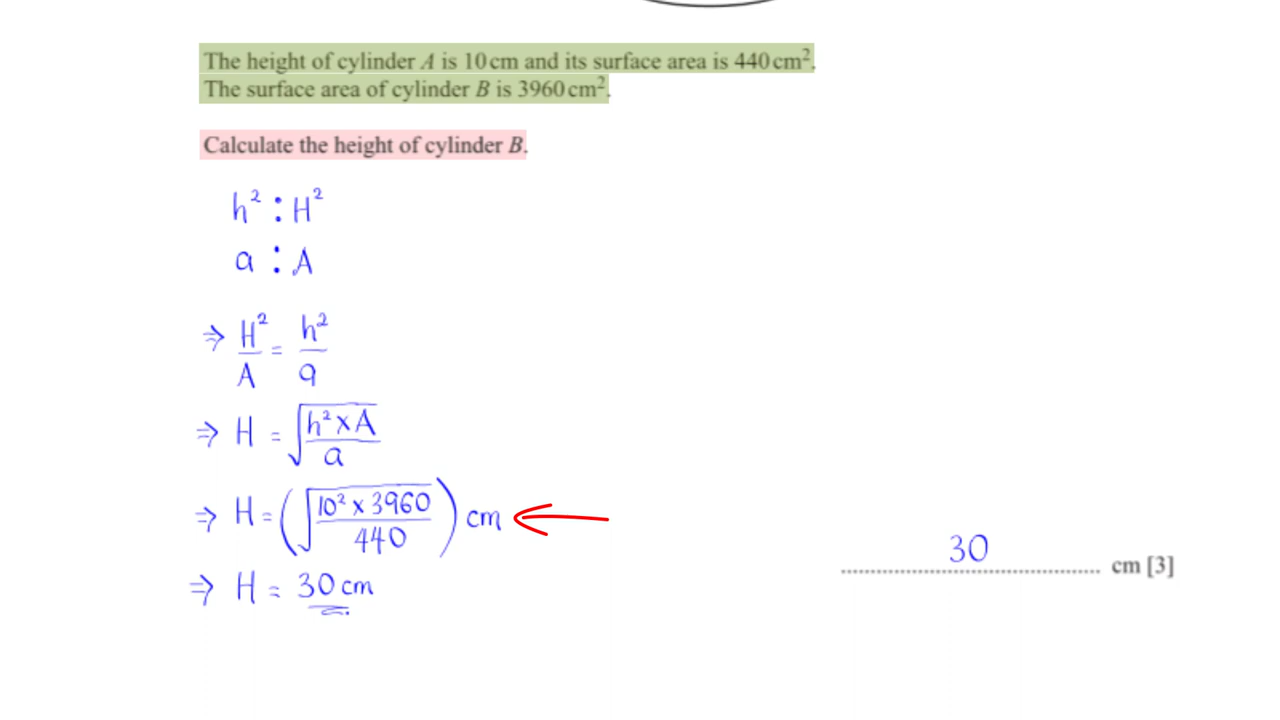 The height of cylinder A is 10 cm and its surface area is 440 cm².
The surface area of cylinder B is 3960 cm².
Calculate the height of cylinder B.
h² : H²
a : A
⇒ H²/A = h²/a
⇒ H = √(h² × A / a)
⇒ H = (√(10² × 3960 / 440)) cm
30
cm [3]
⇒ H = 30 cm